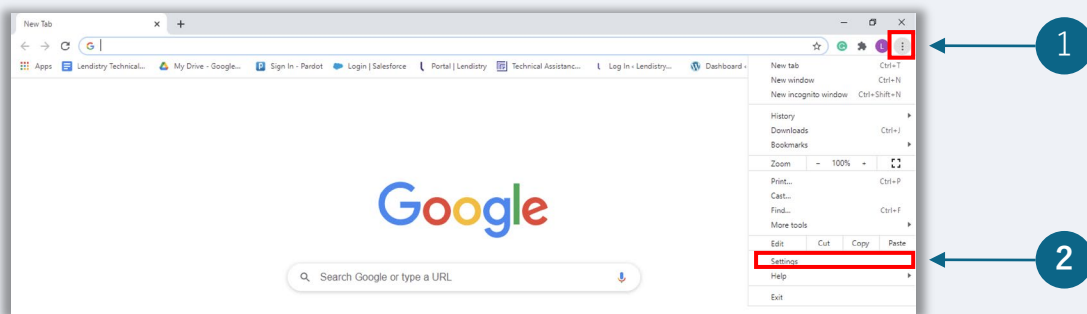 New Tab
G
Apps Lendistry Technical... My Drive - Google... Sign In - Pardot Login | Salesforce Portal | Lendistry Technical Assistanc... Log In ‹ Lendistry... Dashboard ‹
L
1
New tab Ctrl+T
New window Ctrl+N
New incognito window Ctrl+Shift+N
History
Downloads Ctrl+J
Bookmarks
Zoom - 100% +
Print... Ctrl+P
Cast...
Find... Ctrl+F
More tools
Edit Cut Copy Paste
Settings
2
Help
Exit
Google
Search Google or type a URL